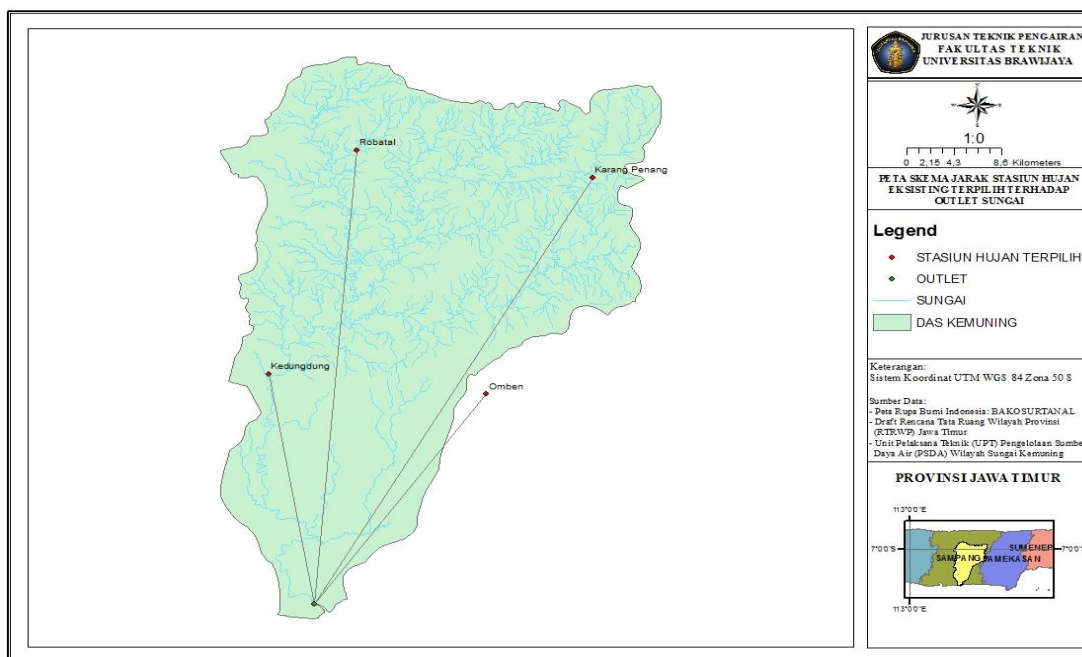 Robatal
Karang Penang
Kedungdung
Omben
JURUSAN TEKNIK PENGAIRAN
FAKULTAS TEKNIK
UNIVERSITAS BRAWIJAYA
1:0
0 2,15 4,3 8,6 Kilometers
PETA SKEMA JARAK STASIUN HUJAN
EKSISTING TERPILIH TERHADAP
OUTLET SUNGAI
Legend
STASIUN HUJAN TERPILIH
OUTLET
SUNGAI
DAS KEMUNING
Keterangan:
Sistem Koordinat UTM WGS 84 Zona 50 S
Sumber Data:
- Peta Rupa Bumi Indonesia: BAKOSURTANAL
- Draft Rencana Tata Ruang Wilayah Provinsi
(RTRWP) Jawa Timur
- Unit Pelaksana Teknik (UPT) Pengelolaan Sumbe
Daya Air (PSDA) Wilayah Sungai Kemuning
PROVINSI JAWA TIMUR
113°0'0"E
7°0'0"S
7°0'0"S
SUMENEP
SAMPANG
PAMEKASAN
113°0'0"E